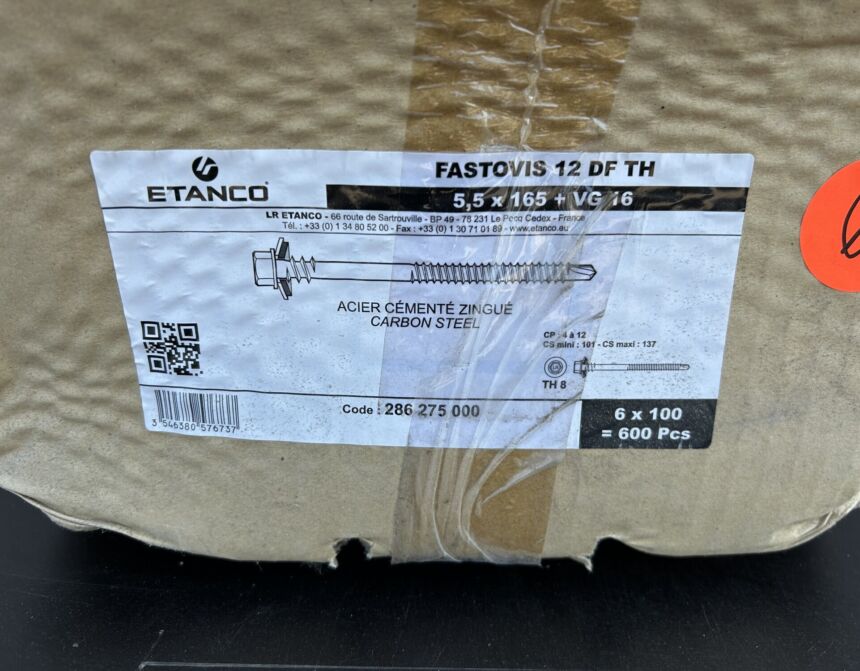 ETANCO
FASTOVIS 12 DF TH
5,5 x 165 + VG 16
LR ETANCO - 66 route de Sartrouville - BP 49 - 78 231 Le Pecq Cedex - France
Tél. : +33 (0) 1 34 80 52 00 - Fax : +33 (0) 1 30 71 01 89 - www.etanco.eu
ACIER CÉMENTÉ ZINGUÉ
CARBON STEEL
CP : 4 à 12
CS mini : 101 - CS maxi : 137
TH 8
Code : 286 275 000
6 x 100
= 600 Pcs
3 546380 576737